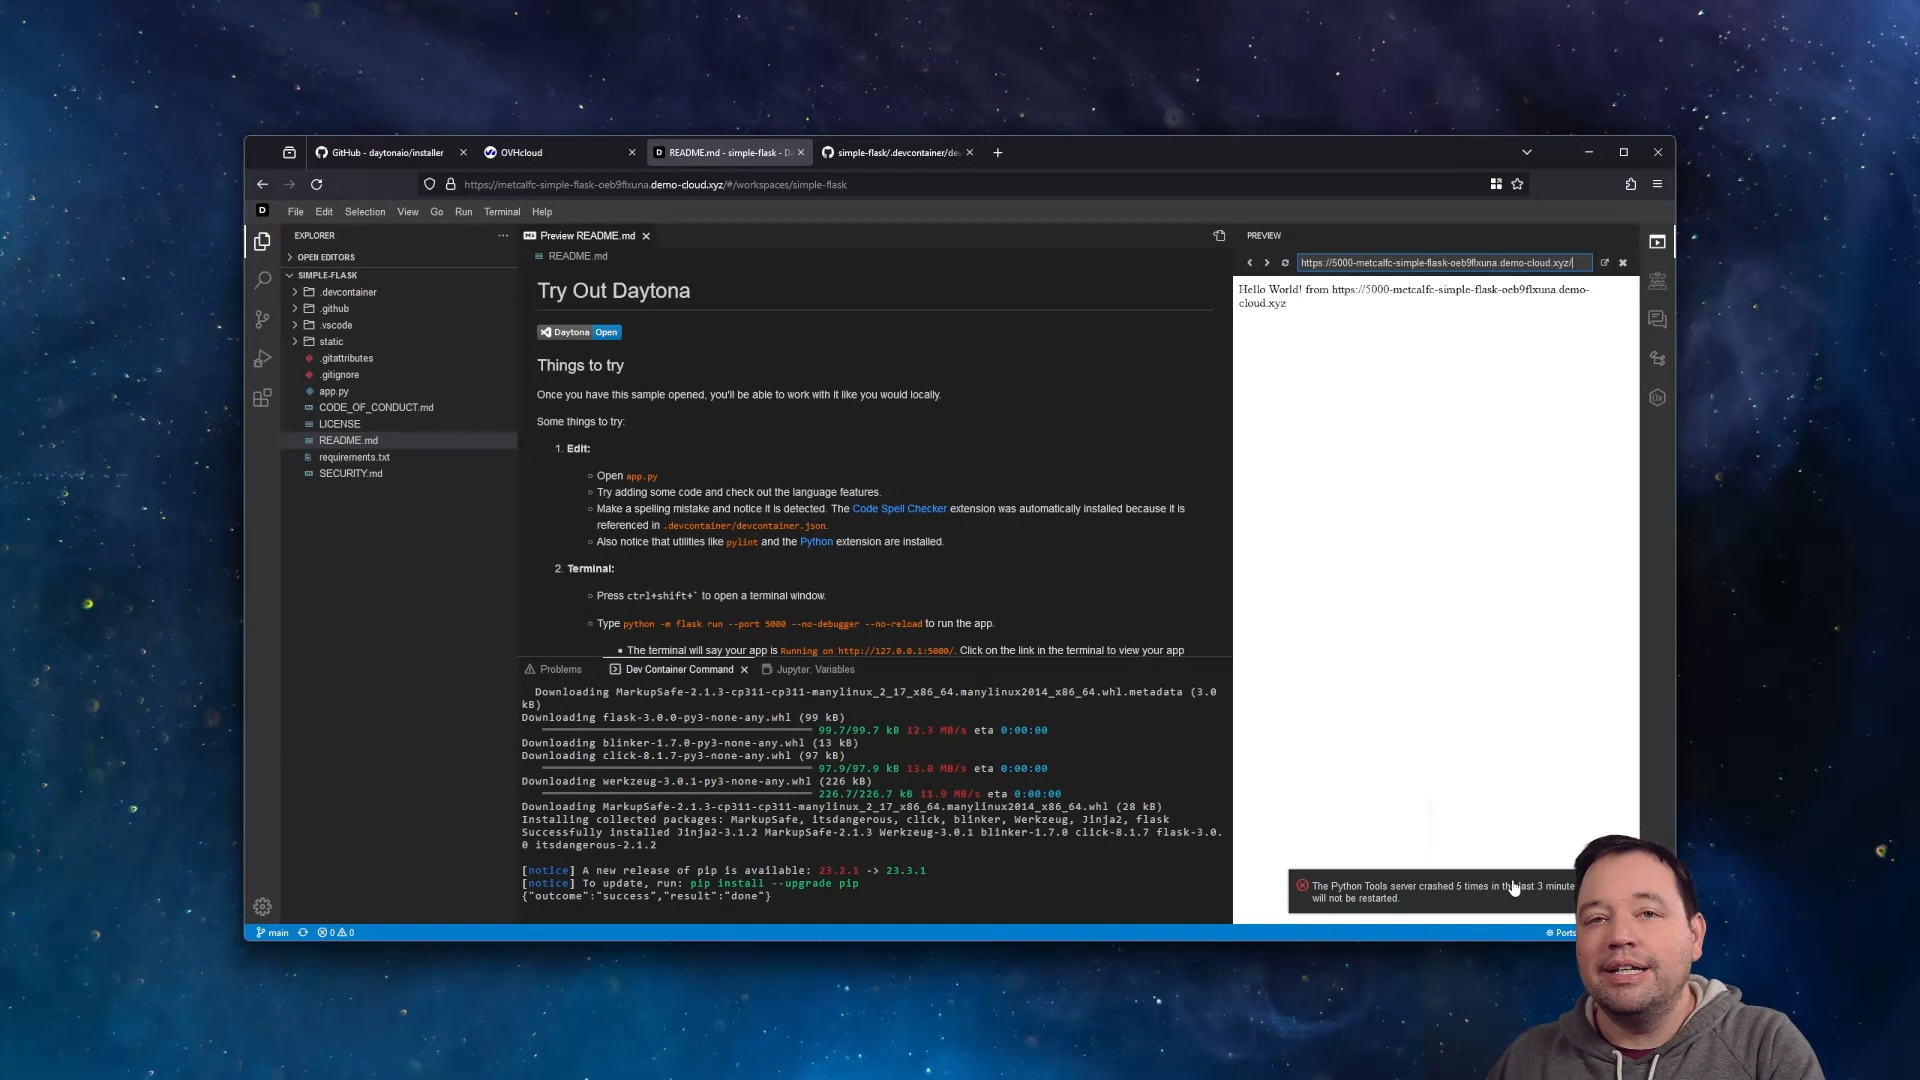 GitHub - daytonaio/installer
OVHcloud
README.md - simple-flask - Da
simple-flask/.devcontainer/dev
https://metcalfc-simple-flask-oeb9flxuna.demo-cloud.xyz/#/workspaces/simple-flask
D
File Edit Selection View Go Run Terminal Help
EXPLORER
OPEN EDITORS
SIMPLE-FLASK
.devcontainer
.github
.vscode
static
.gitattributes
.gitignore
app.py
CODE_OF_CONDUCT.md
LICENSE
README.md
requirements.txt
SECURITY.md
Preview README.md
README.md
Try Out Daytona
Daytona Open
Things to try
Once you have this sample opened, you'll be able to work with it like you would locally.
Some things to try:
1. Edit:
Open app.py
Try adding some code and check out the language features.
Make a spelling mistake and notice it is detected. The Code Spell Checker extension was automatically installed because it is
referenced in .devcontainer/devcontainer.json.
Also notice that utilities like pylint and the Python extension are installed.
2. Terminal:
Press ctrl+shift+` to open a terminal window.
Type python -m flask run --port 5000 --no-debugger --no-reload to run the app.
The terminal will say your app is Running on http://127.0.0.1:5000/. Click on the link in the terminal to view your app
Problems Dev Container Command Jupyter: Variables
Downloading MarkupSafe-2.1.3-cp311-cp311-manylinux_2_17_x86_64.manylinux2014_x86_64.whl.metadata (3.0
kB)
Downloading flask-3.0.0-py3-none-any.whl (99 kB)
99.7/99.7 kB 12.3 MB/s eta 0:00:00
Downloading blinker-1.7.0-py3-none-any.whl (13 kB)
Downloading click-8.1.7-py3-none-any.whl (97 kB)
97.9/97.9 kB 13.0 MB/s eta 0:00:00
Downloading werkzeug-3.0.1-py3-none-any.whl (226 kB)
226.7/226.7 kB 11.9 MB/s eta 0:00:00
Downloading MarkupSafe-2.1.3-cp311-cp311-manylinux_2_17_x86_64.manylinux2014_x86_64.whl (28 kB)
Installing collected packages: MarkupSafe, itsdangerous, click, blinker, Werkzeug, Jinja2, flask
Successfully installed Jinja2-3.1.2 MarkupSafe-2.1.3 Werkzeug-3.0.1 blinker-1.7.0 click-8.1.7 flask-3.0.
0 itsdangerous-2.1.2
[notice] A new release of pip is available: 23.2.1 -> 23.3.1
[notice] To update, run: pip install --upgrade pip
{"outcome":"success","result":"done"}
PREVIEW
https://5000-metcalfc-simple-flask-oeb9flxuna.demo-cloud.xyz/
Hello World! from https://5000-metcalfc-simple-flask-oeb9flxuna.demo-
cloud.xyz
The Python Tools server crashed 5 times in the last 3 minute
will not be restarted.
main 0 0
Ports